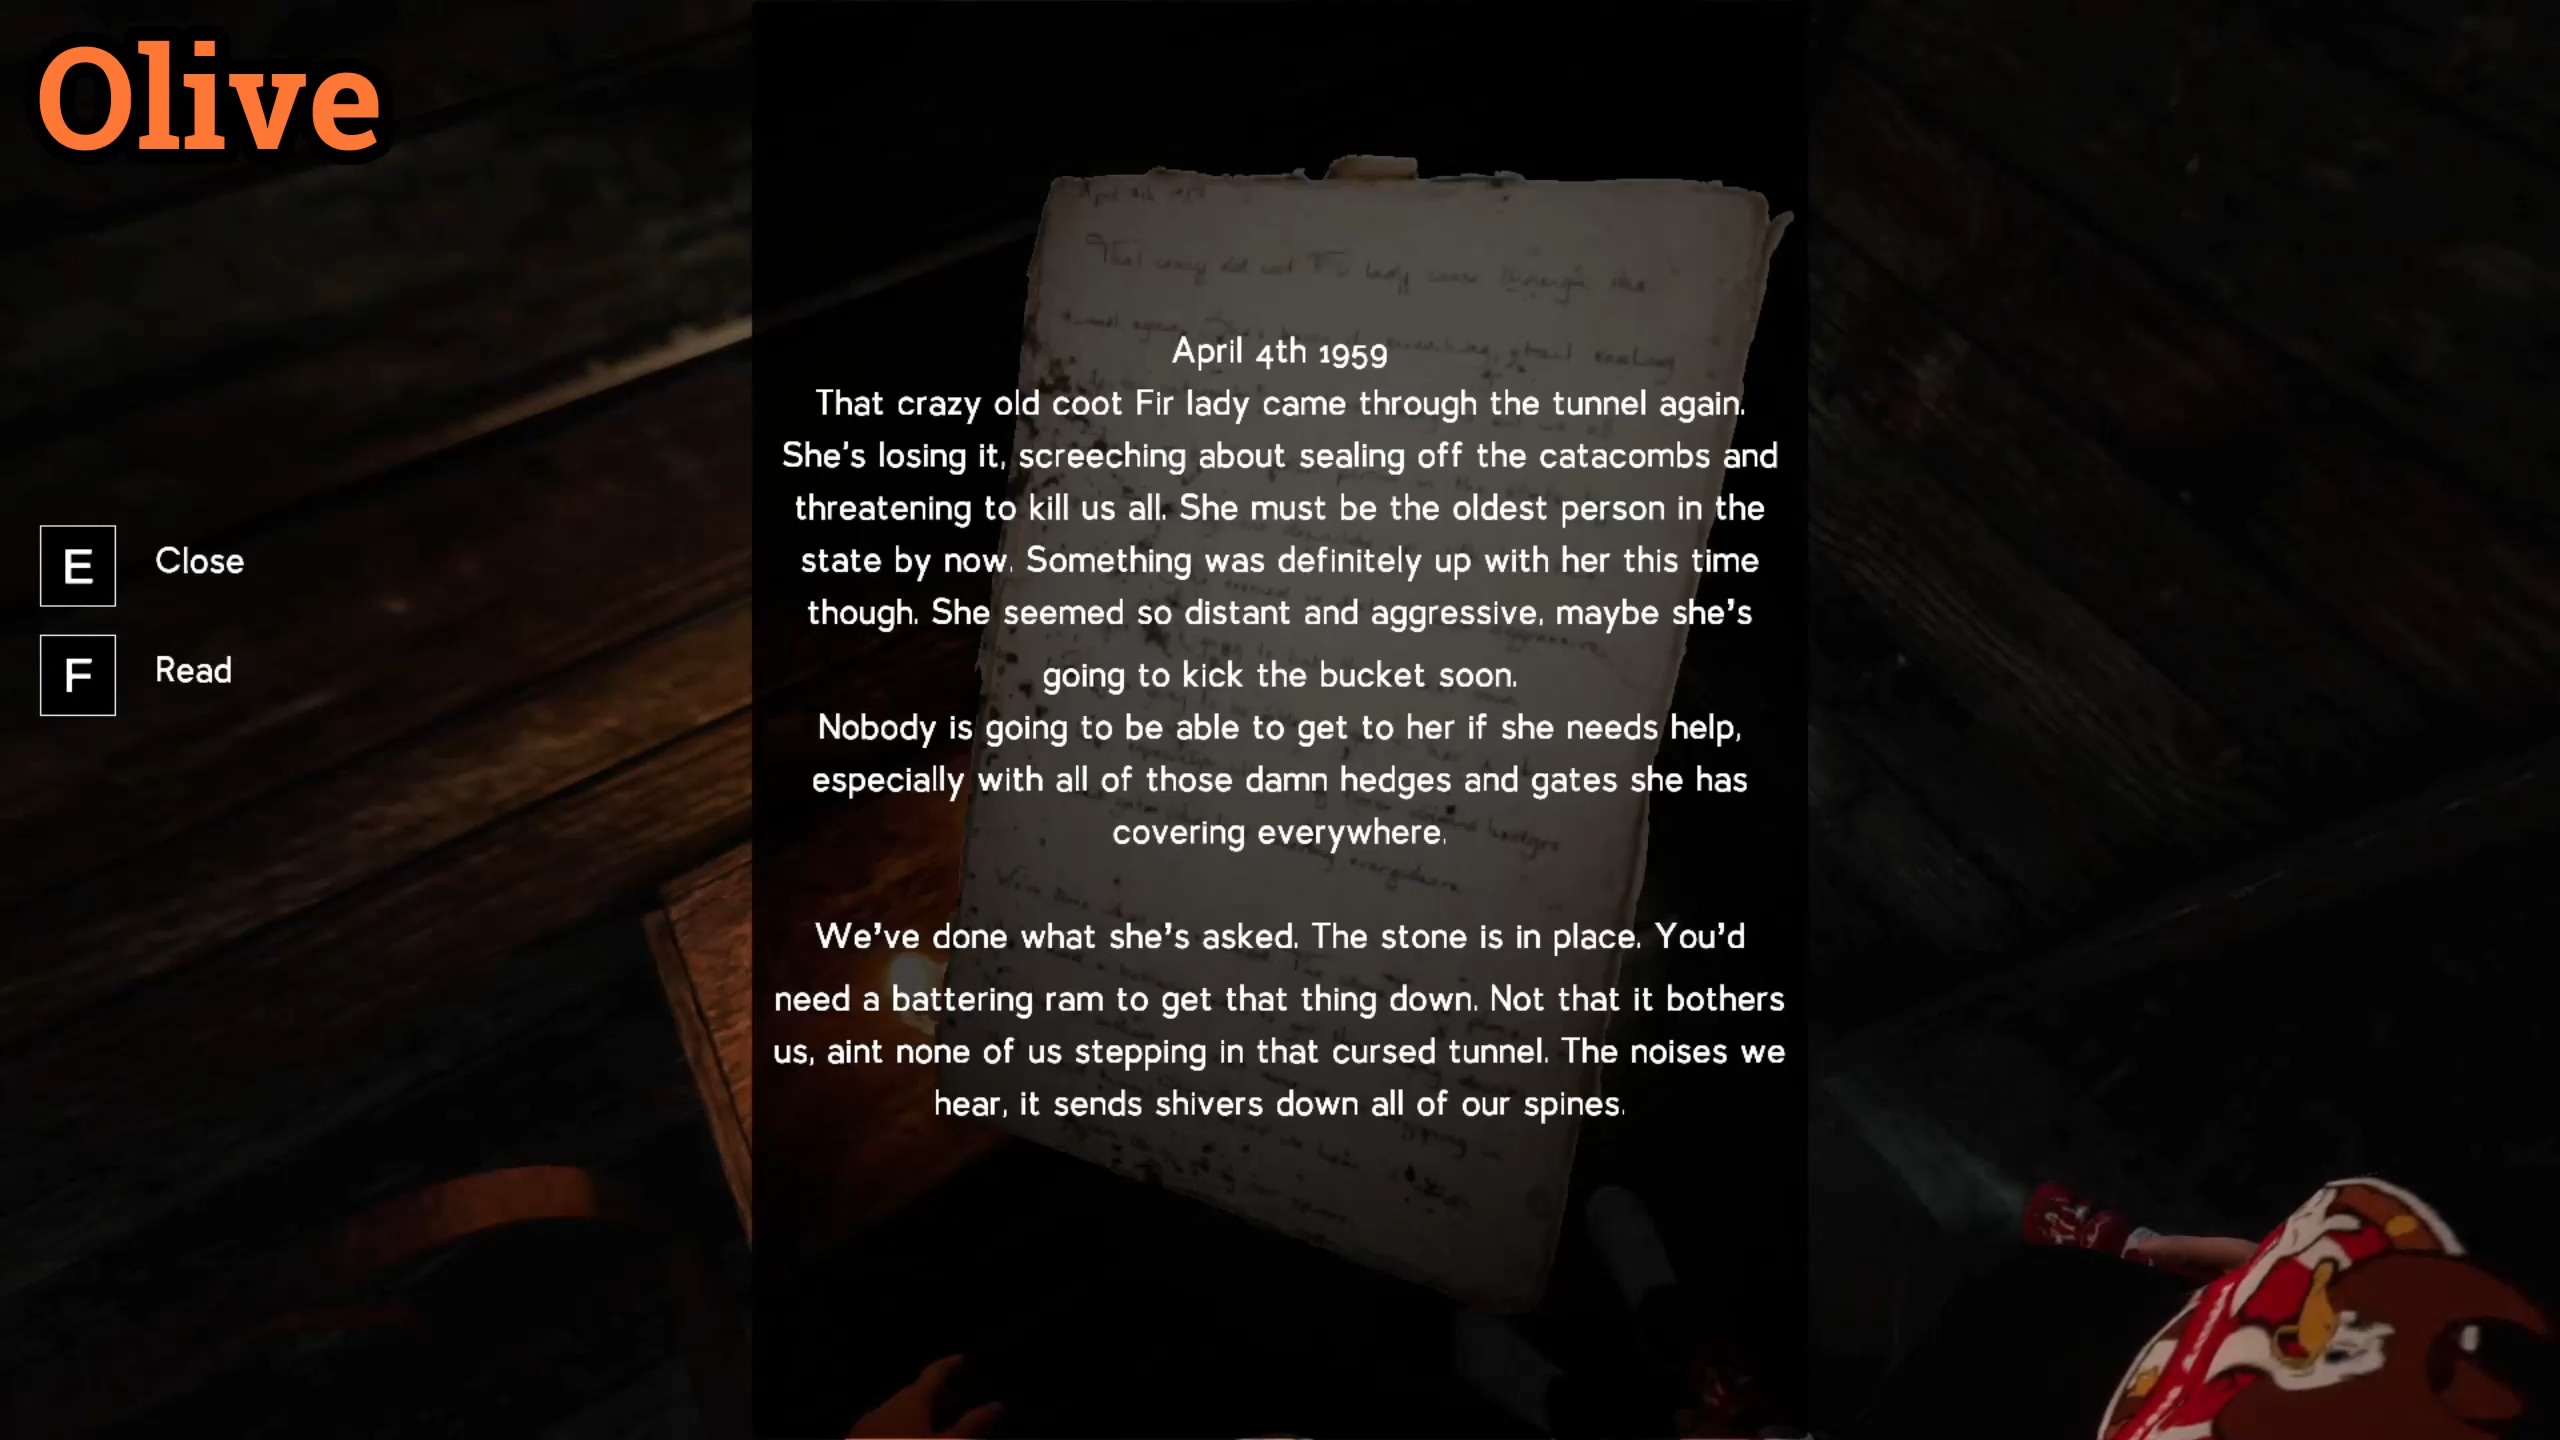 Olive
E Close
F Read
April 4th 1959
That crazy old coot Fir lady came through the tunnel again.
She's losing it, screeching about sealing off the catacombs and
threatening to kill us all. She must be the oldest person in the
state by now. Something was definitely up with her this time
though. She seemed so distant and aggressive, maybe she's
going to kick the bucket soon.
Nobody is going to be able to get to her if she needs help,
especially with all of those damn hedges and gates she has
covering everywhere.
We've done what she's asked. The stone is in place. You'd
need a battering ram to get that thing down. Not that it bothers
us, aint none of us stepping in that cursed tunnel. The noises we
hear, it sends shivers down all of our spines.